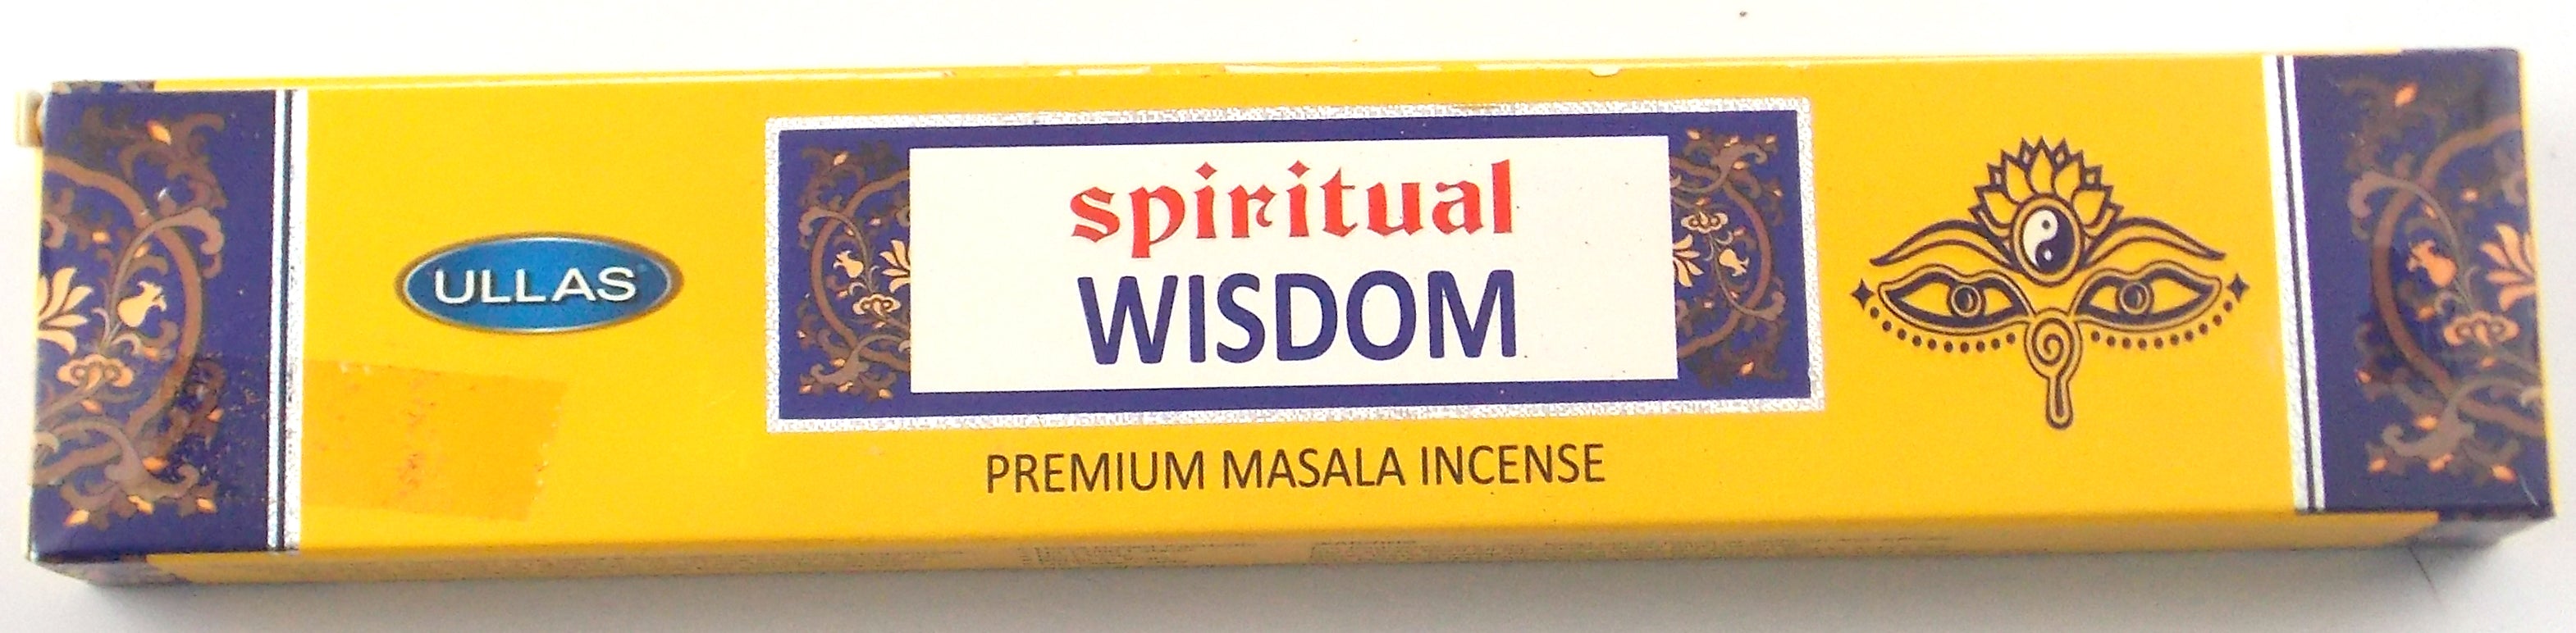 ULLAS
spiritual
WISDOM
PREMIUM MASALA INCENSE